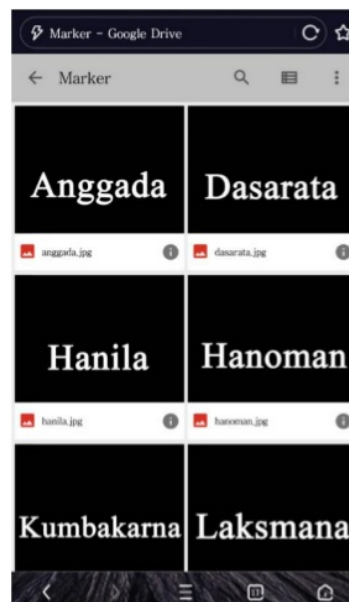 Marker - Google Drive
Marker
Anggada
Dasarata
anggada.jpg
dasarata.jpg
Hanila
Hanoman
hanila.jpg
hanoman.jpg
Kumbakarna
Laksmana